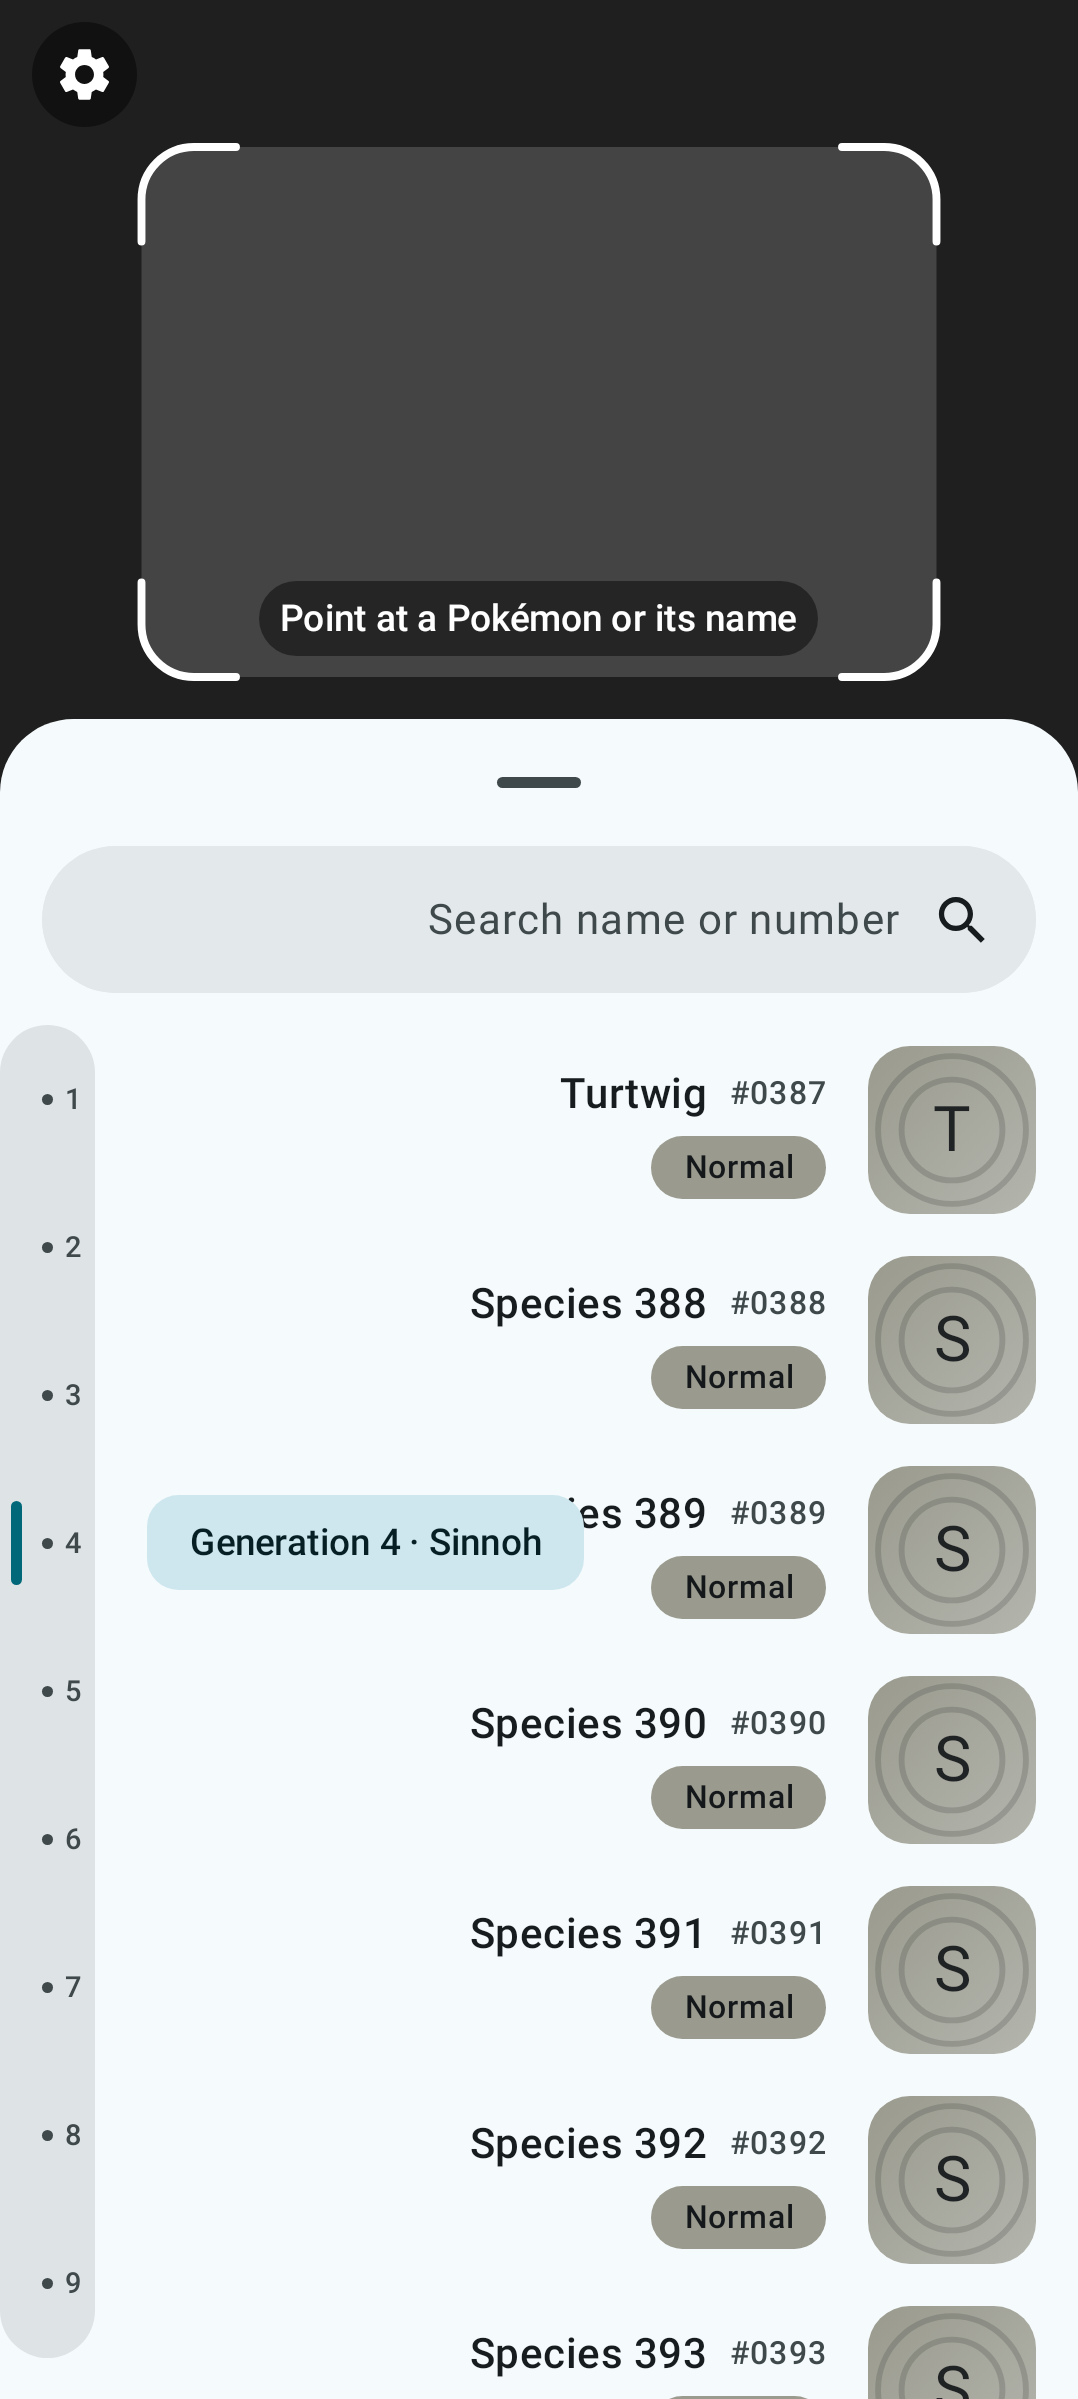 Point at a Pokémon or its name
Search name or number
1
2
3
4
5
6
7
8
9
Turtwig #0387
Normal
T
Species 388 #0388
Normal
S
Generation 4 · Sinnoh
es 389 #0389
Normal
S
Species 390 #0390
Normal
S
Species 391 #0391
Normal
S
Species 392 #0392
Normal
S
Species 393 #0393
S